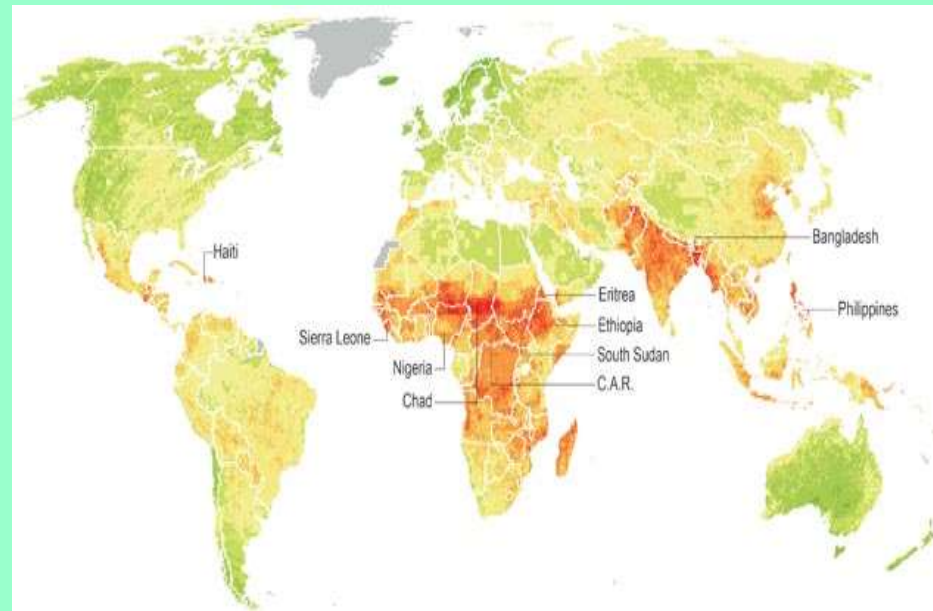 Haiti
Bangladesh
Eritrea
Philippines
Ethiopia
Sierra Leone
South Sudan
Nigeria
C.A.R.
Chad